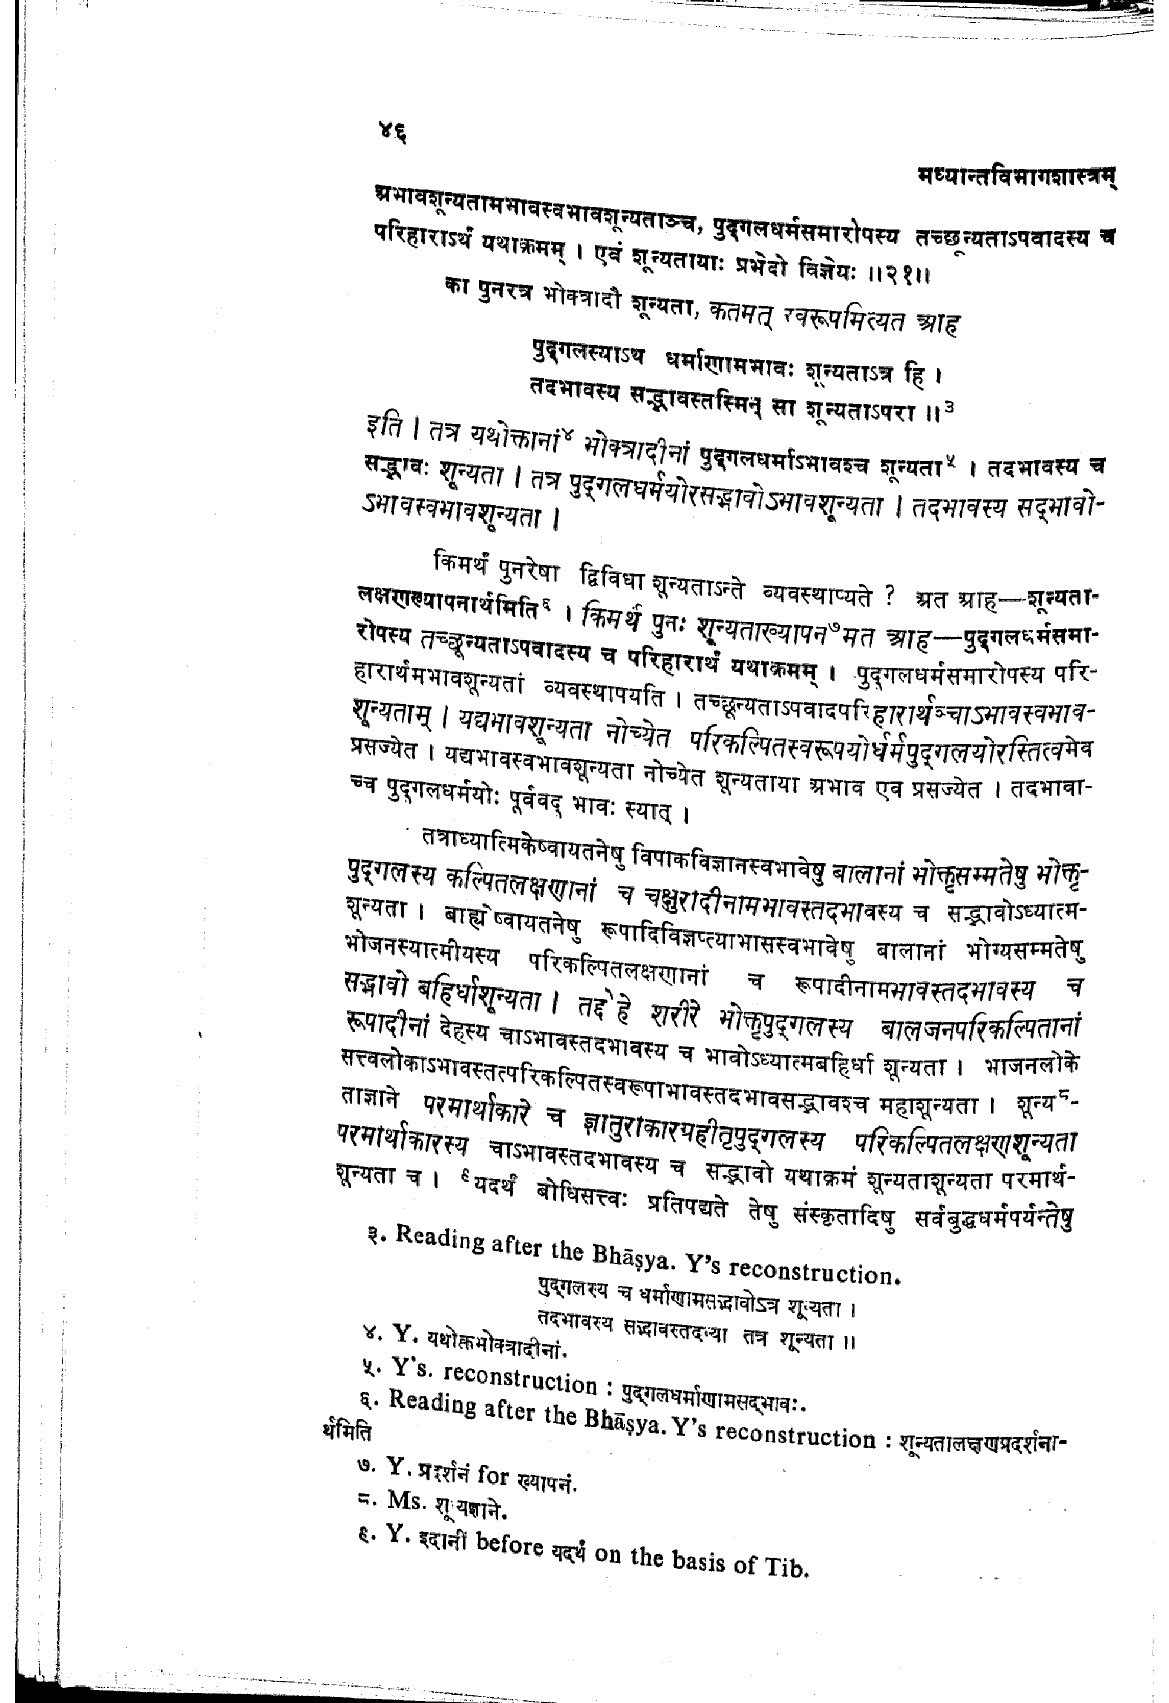 ४६
मध्यान्तविभागशास्त्रम्
अभावशून्यतामभावस्वभावशून्यताञ्च, पुद्गलधर्मसमारोपस्य तच्छून्यताऽपवादस्य च
परिहाराऽर्थं यथाक्रमम् । एवं शून्यतायाः प्रभेदो विज्ञेयः ॥२१॥
का पुनरत्र भोक्त्रादौ शून्यता, कतमत् स्वरूपमित्यत आह
पुद्गलस्याऽथ धर्माणामभावः शून्यताऽत्र हि ।
तदभावस्य सद्भावस्तस्मिन् सा शून्यताऽपरा ॥३
इति । तत्र यथोक्तानां४ भोक्त्रादीनां पुद्गलधर्माऽभावश्च शून्यता५ । तदभावस्य च
सद्भावः शून्यता । तत्र पुद्गलधर्मयोरसद्भावोऽभावशून्यता । तदभावस्य सद्भावो-
ऽभावस्वभावशून्यता ।
किमर्थं पुनरेषा द्विविधा शून्यताऽन्ते व्यवस्थाप्यते ? अत आह—शून्यता-
लक्षणख्यापनार्थमिति६ । किमर्थं पुनः शून्यताख्यापन७मत आह—पुद्गलधर्मसमा-
रोपस्य तच्छून्यताऽपवादस्य च परिहारार्थं यथाक्रमम् । पुद्गलधर्मसमारोपस्य परि-
हारार्थमभावशून्यतां व्यवस्थापयति । तच्छून्यताऽपवादपरिहारार्थञ्चाऽभावस्वभाव-
शून्यताम् । यद्यभावशून्यता नोच्येत परिकल्पितस्वरूपयोर्धर्मपुद्गलयोरस्तित्वमेव
प्रसज्येत । यद्यभावस्वभावशून्यता नोच्येत शून्यताया अभाव एव प्रसज्येत । तदभावा-
च्च पुद्गलधर्मयोः पूर्ववद् भावः स्यात् ।
तत्राध्यात्मिकेष्वायतनेषु विपाकविज्ञानस्वभावेषु बालानां भोक्तृसम्मतेषु भोक्तृ-
पुद्गलस्य कल्पितलक्षणानां च चक्षुरादीनामभावस्तदभावस्य च सद्भावोऽध्यात्म-
शून्यता । बाह्येष्वायतनेषु रूपादिविज्ञप्त्याभासस्वभावेषु बालानां भोग्यसम्मतेषु
भोजनस्यात्मीयस्य परिकल्पितलक्षणानां च रूपादीनामभावस्तदभावस्य च
सद्भावो बहिर्धाशून्यता । तद्देहे शरीरे भोक्तृपुद्गलस्य बालजनपरिकल्पितानां
रूपादीनां देहस्य चाऽभावस्तदभावस्य च भावोऽध्यात्मबहिर्धा शून्यता । भाजनलोके
सत्त्वलोकाऽभावस्तत्परिकल्पितस्वरूपाभावस्तदभावसद्भावश्च महाशून्यता । शून्य८-
ताज्ञाने परमार्थाकारे च ज्ञातुराकारग्रहीतृपुद्गलस्य परिकल्पितलक्षणशून्यता
परमार्थाकारस्य चाऽभावस्तदभावस्य च सद्भावो यथाक्रमं शून्यताशून्यता परमार्थ-
शून्यता च । ९यदर्थं बोधिसत्त्वः प्रतिपद्यते तेषु संस्कृतादिषु सर्वबुद्धधर्मपर्यन्तेषु
३. Reading after the Bhāṣya. Y's reconstruction.
पुद्गलस्य च धर्माणामसद्भावोऽत्र शून्यता ।
तदभावस्य सद्भावस्तदन्या तत्र शून्यता ॥
४. Y. यथोक्तभोक्त्रादीनां.
५. Y's. reconstruction : पुद्गलधर्माणामसद्भावः.
६. Reading after the Bhāṣya. Y's reconstruction : शून्यतालक्षणप्रदर्शना-
र्थमिति
७. Y. प्रदर्शनं for ख्यापनं.
८. Ms. शून्यज्ञाने.
९. Y. इदानीं before यदर्थं on the basis of Tib.